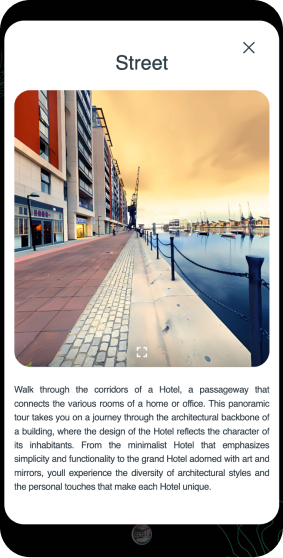 Street
Walk through the corridors of a Hotel, a passageway that
connects the various rooms of a home or office. This panoramic
tour takes you on a journey through the architectural backbone of
a building, where the design of the Hotel reflects the character of
its inhabitants. From the minimalist Hotel that emphasizes
simplicity and functionality to the grand Hotel adorned with art and
mirrors, youll experience the diversity of architectural styles and
the personal touches that make each Hotel unique.